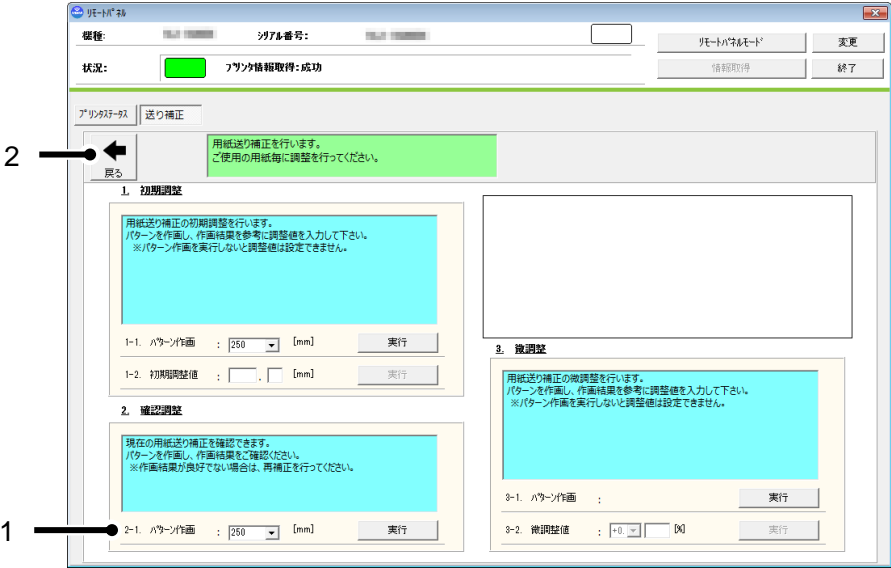 リモートパネル
機種:
シリアル番号:
リモートパネルモード
変更
状況:
プリンタ情報取得:成功
情報取得
終了
プリンタステータス
送り補正
2
戻る
用紙送り補正を行います。
ご使用の用紙毎に調整を行ってください。
1. 初期調整
用紙送り補正の初期調整を行います。
パターンを作画し、作画結果を参考に調整値を入力して下さい。
※パターン作画を実行しないと調整値は設定できません。
1-1. パターン作画 : 250 [mm] 実行
1-2. 初期調整値 : . [mm] 実行
2. 確認調整
現在の用紙送り補正を確認できます。
パターンを作画し、作画結果をご確認ください。
※作画結果が良好でない場合は、再補正を行ってください。
1
2-1. パターン作画 : 250 [mm] 実行
3. 微調整
用紙送り補正の微調整を行います。
パターンを作画し、作画結果を参考に調整値を入力して下さい。
※パターン作画を実行しないと調整値は設定できません。
3-1. パターン作画 : 実行
3-2. 微調整値 : +0. [%] 実行